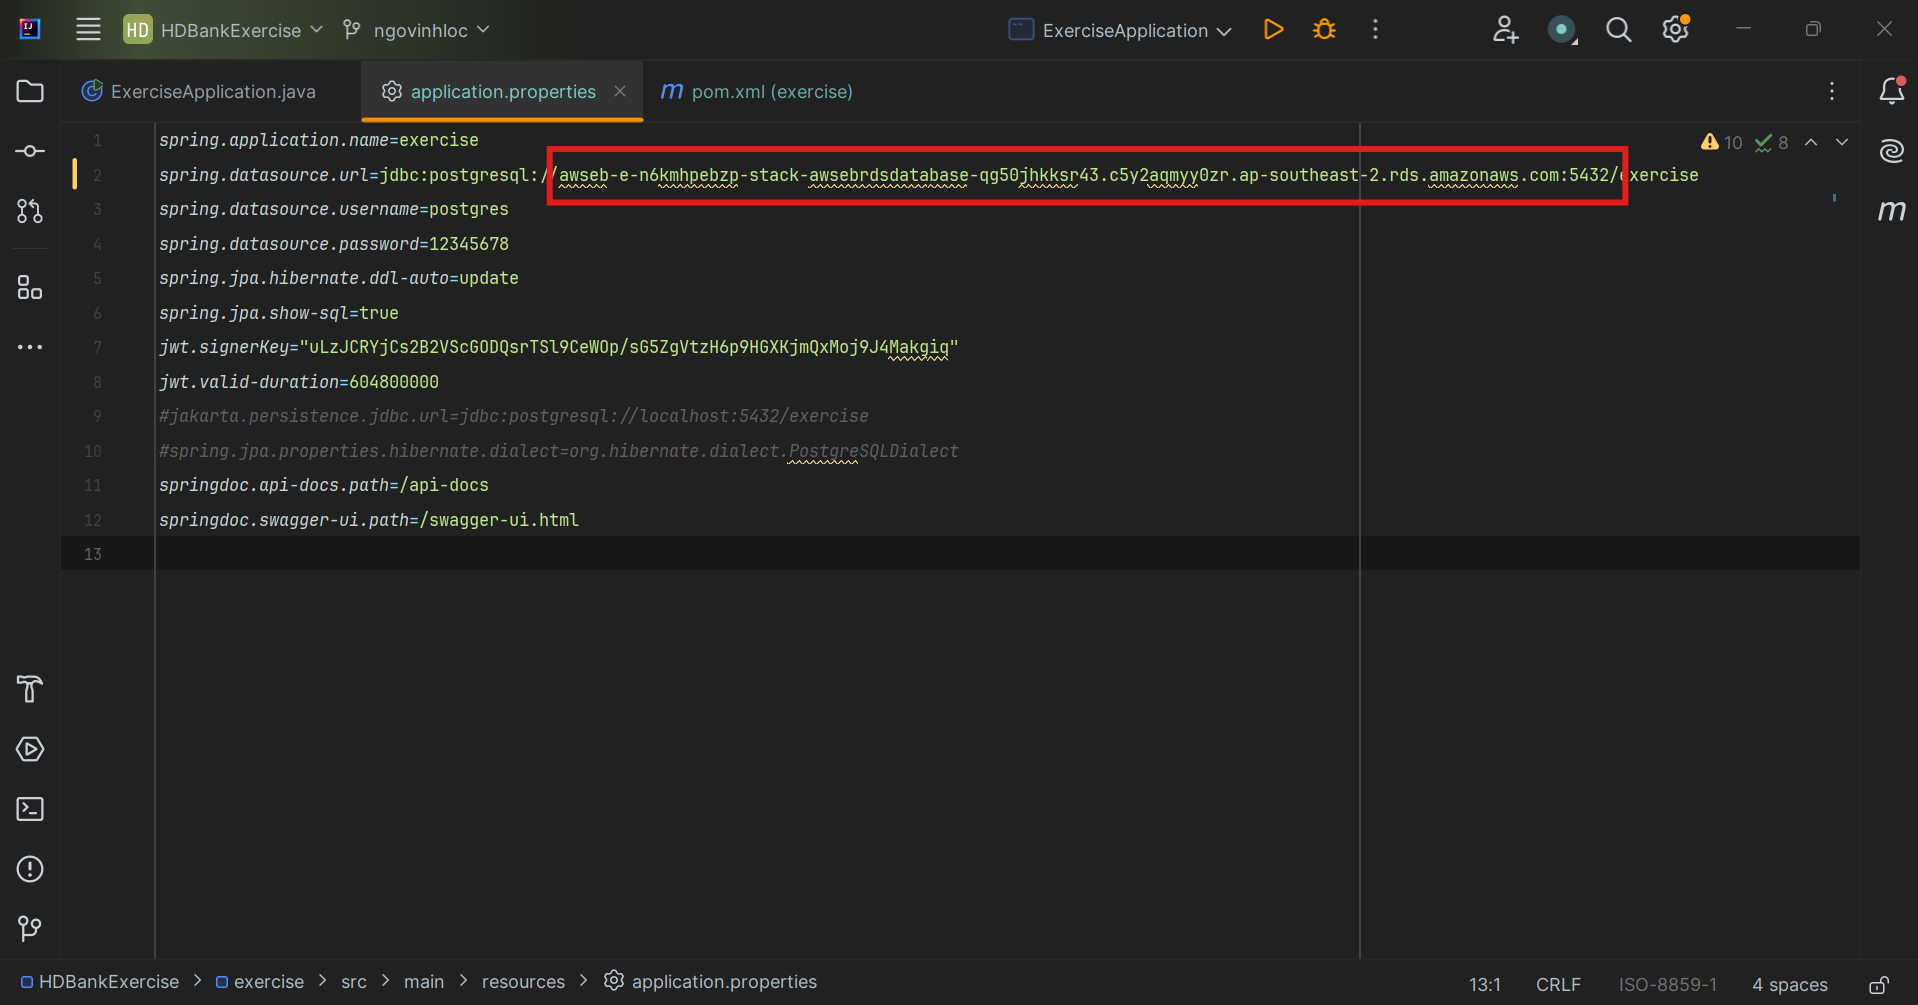 HD HDBankExercise ngovinhloc ExerciseApplication
ExerciseApplication.java application.properties m pom.xml (exercise)
1 spring.application.name=exercise
10 8
2 spring.datasource.url=jdbc:postgresql://awseb-e-n6kmhpebzp-stack-awsebrdsdatabase-qg50jhkksr43.c5y2aqmyy0zr.ap-southeast-2.rds.amazonaws.com:5432/exercise
3 spring.datasource.username=postgres
4 spring.datasource.password=12345678
5 spring.jpa.hibernate.ddl-auto=update
6 spring.jpa.show-sql=true
7 jwt.signerKey="uLzJCRYjCs2B2VScGODQsrTSl9CeWOp/sG5ZgVtzH6p9HGXKjmQxMoj9J4Makgiq"
8 jwt.valid-duration=604800000
9 #jakarta.persistence.jdbc.url=jdbc:postgresql://localhost:5432/exercise
10 #spring.jpa.properties.hibernate.dialect=org.hibernate.dialect.PostgreSQLDialect
11 springdoc.api-docs.path=/api-docs
12 springdoc.swagger-ui.path=/swagger-ui.html
13
HDBankExercise > exercise > src > main > resources > application.properties 13:1 CRLF ISO-8859-1 4 spaces